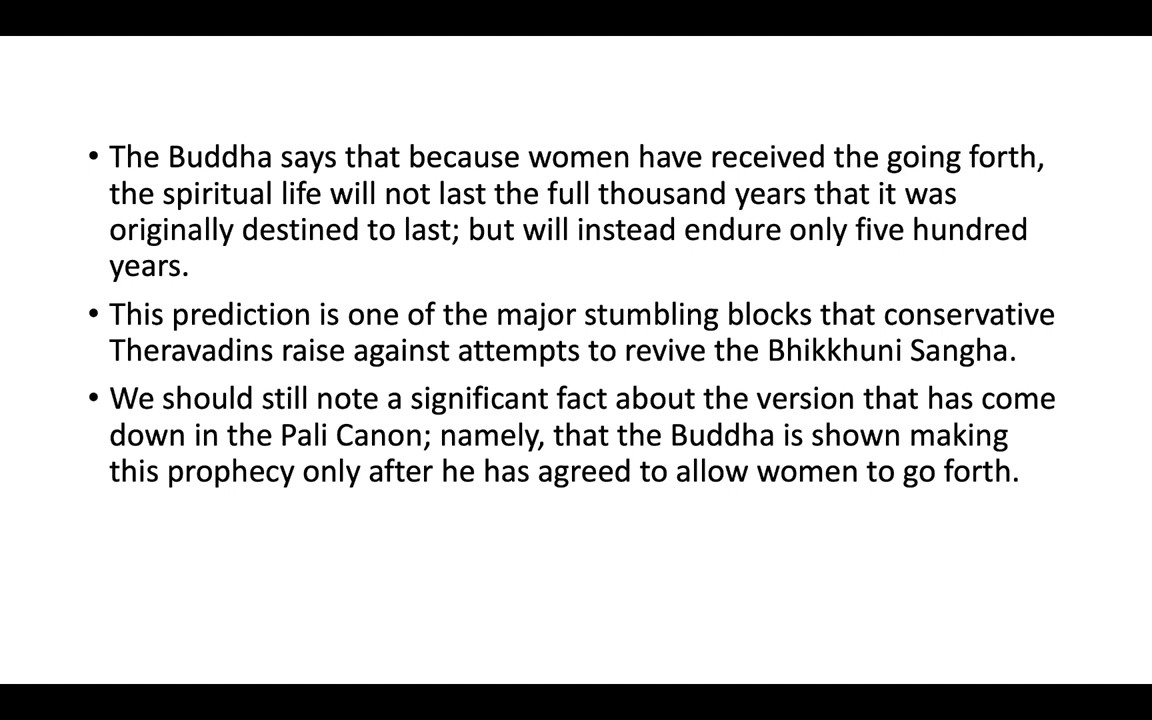 • The Buddha says that because women have received the going forth,
the spiritual life will not last the full thousand years that it was
originally destined to last; but will instead endure only five hundred
years.
• This prediction is one of the major stumbling blocks that conservative
Theravadins raise against attempts to revive the Bhikkhuni Sangha.
• We should still note a significant fact about the version that has come
down in the Pali Canon; namely, that the Buddha is shown making
this prophecy only after he has agreed to allow women to go forth.